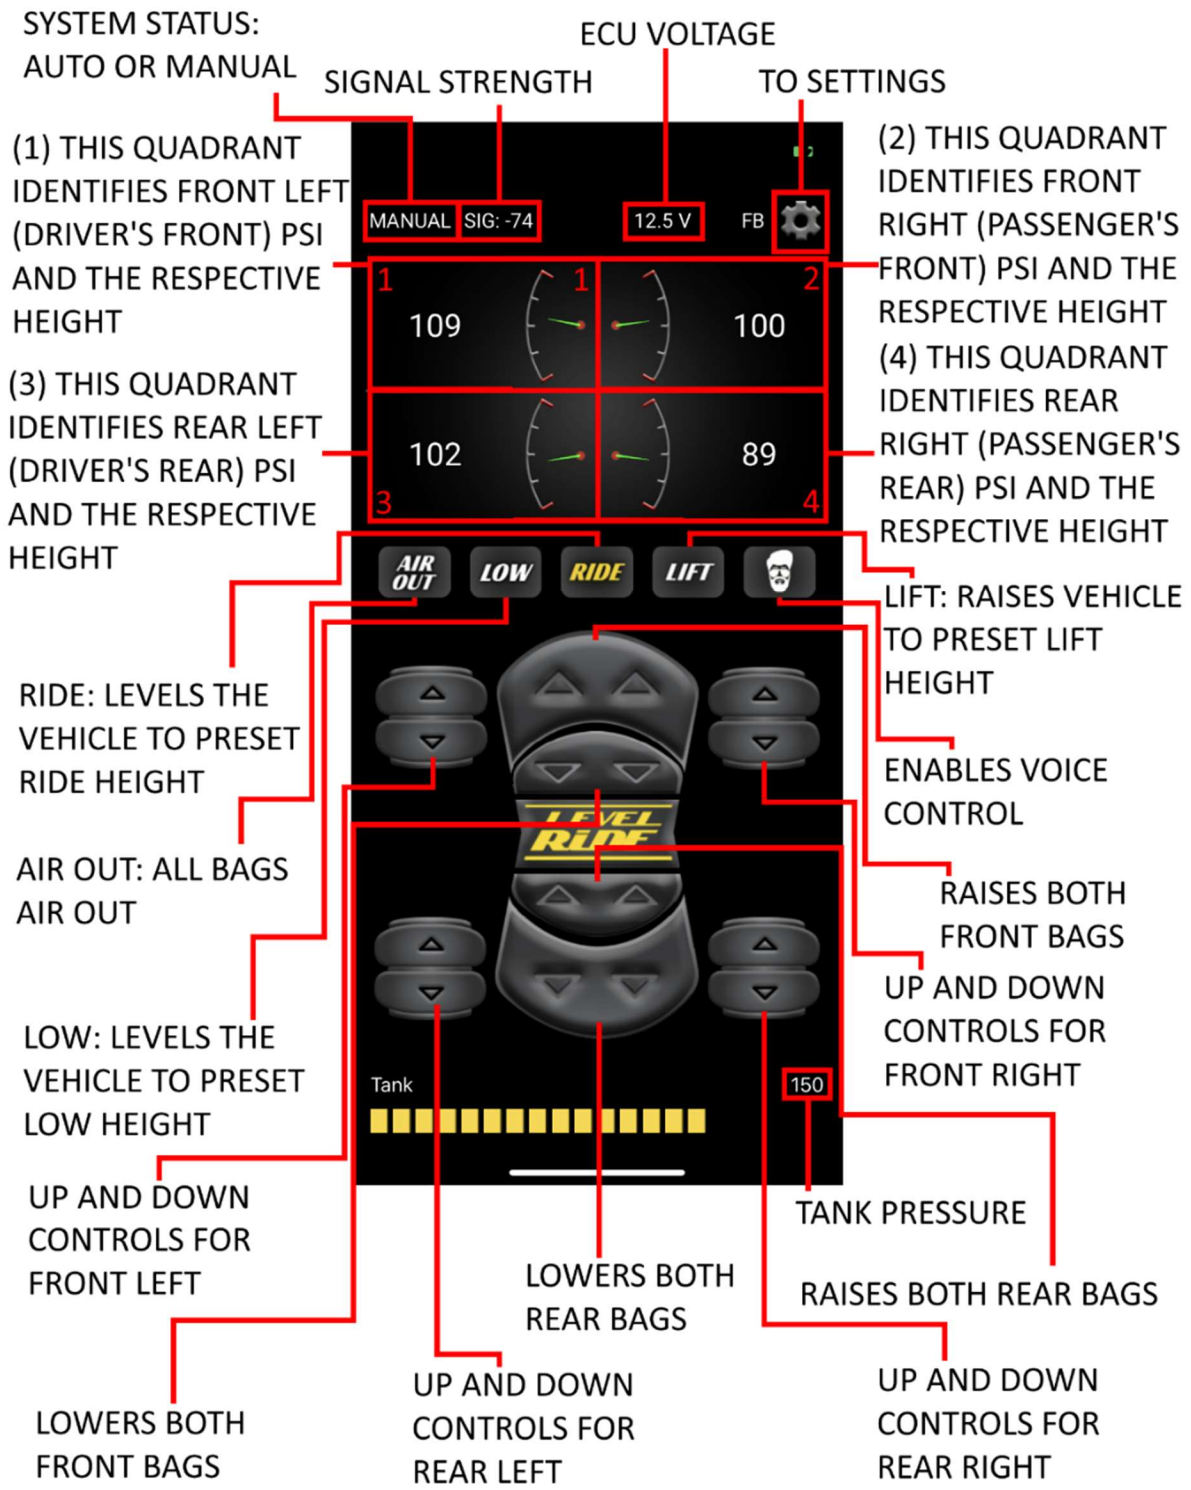 SYSTEM STATUS:
AUTO OR MANUAL
SIGNAL STRENGTH
ECU VOLTAGE
TO SETTINGS
(1) THIS QUADRANT
IDENTIFIES FRONT LEFT
(DRIVER'S FRONT) PSI
AND THE RESPECTIVE
HEIGHT
(2) THIS QUADRANT
IDENTIFIES FRONT
RIGHT (PASSENGER'S
FRONT) PSI AND THE
RESPECTIVE HEIGHT
(3) THIS QUADRANT
IDENTIFIES REAR LEFT
(DRIVER'S REAR) PSI
AND THE RESPECTIVE
HEIGHT
(4) THIS QUADRANT
IDENTIFIES REAR
RIGHT (PASSENGER'S
REAR) PSI AND THE
RESPECTIVE HEIGHT
MANUAL SIG: -74 12.5 V FB
1 1 2
109 100
102 89
3 4
AIR
OUT
LOW
RIDE
LIFT
LEVEL
RIDE
Tank 150
RIDE: LEVELS THE
VEHICLE TO PRESET
RIDE HEIGHT
AIR OUT: ALL BAGS
AIR OUT
LOW: LEVELS THE
VEHICLE TO PRESET
LOW HEIGHT
UP AND DOWN
CONTROLS FOR
FRONT LEFT
LOWERS BOTH
FRONT BAGS
LIFT: RAISES VEHICLE
TO PRESET LIFT
HEIGHT
ENABLES VOICE
CONTROL
RAISES BOTH
FRONT BAGS
UP AND DOWN
CONTROLS FOR
FRONT RIGHT
TANK PRESSURE
RAISES BOTH REAR BAGS
LOWERS BOTH
REAR BAGS
UP AND DOWN
CONTROLS FOR
REAR LEFT
UP AND DOWN
CONTROLS FOR
REAR RIGHT